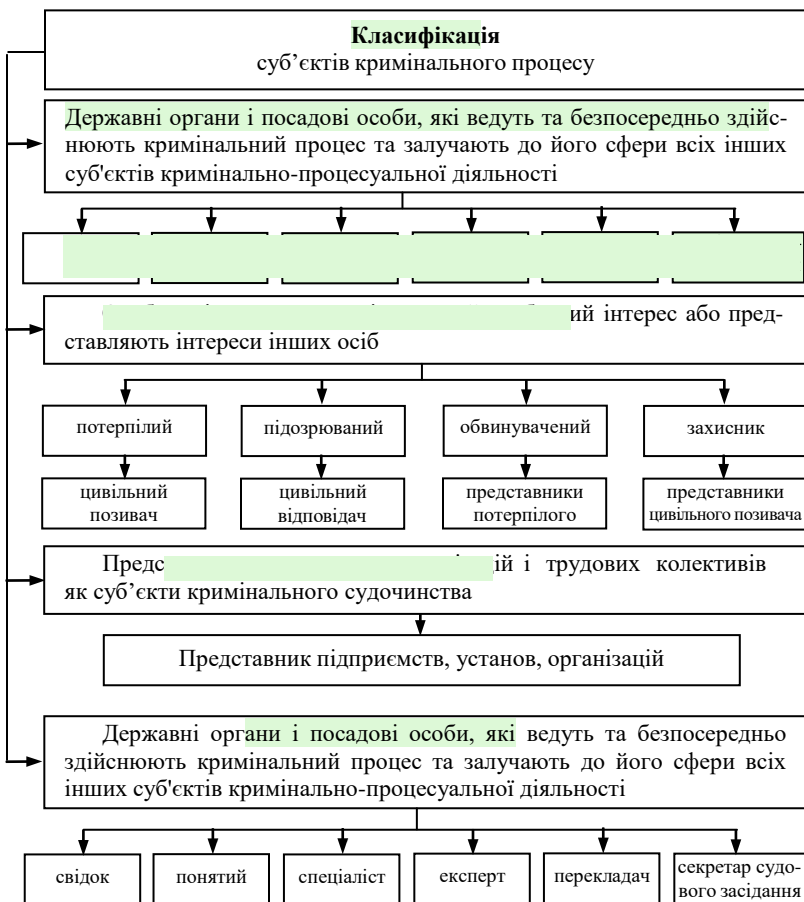 Класифікація
суб’єктів кримінального процесу
Державні органи і посадові особи, які ведуть та безпосередньо здійс-
нюють кримінальний процес та залучають до його сфери всіх інших
суб'єктів кримінально-процесуальної діяльності
інтерес або пред-
ставляють інтереси інших осіб
потерпілий
підозрюваний
обвинувачений
захисник
цивільний
позивач
цивільний
відповідач
представники
потерпілого
представники
цивільного позивача
і трудових колективів
як суб’єкти кримінального судочинства
Представник підприємств, установ, організацій
Державні органи і посадові особи, які ведуть та безпосередньо
здійснюють кримінальний процес та залучають до його сфери всіх
інших суб'єктів кримінально-процесуальної діяльності
свідок
понятий
спеціаліст
експерт
перекладач
секретар судо-
вого засідання